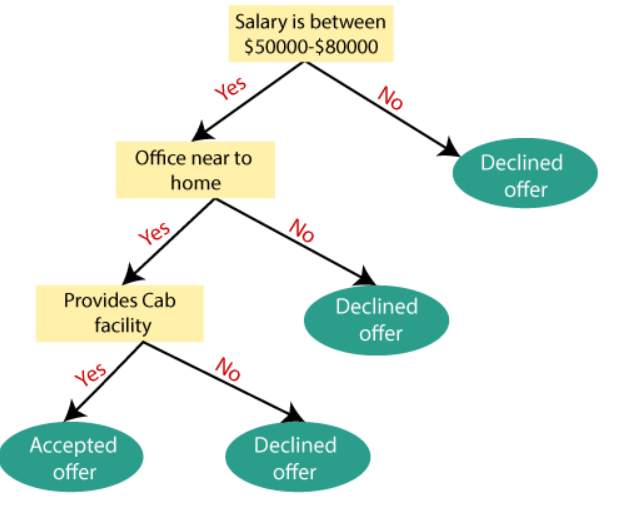 Salary is between
$50000-$80000
Yes
No
Office near to
home
Declined
offer
Yes
No
Provides Cab
facility
Declined
offer
Yes
No
Accepted
offer
Declined
offer